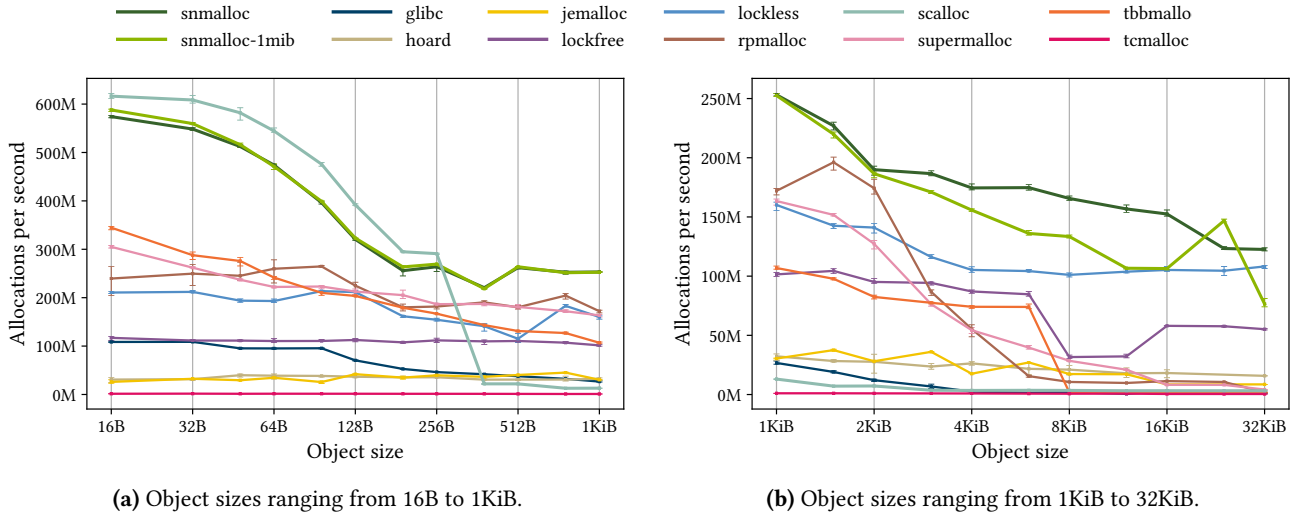 snmalloc glibc jemalloc lockless scalloc tbbmallo
snmalloc-1mib hoard lockfree rpmalloc supermalloc tcmalloc
Allocations per second
600M
500M
400M
300M
200M
100M
0M
16B 32B 64B 128B 256B 512B 1KiB
Object size
(a) Object sizes ranging from 16B to 1KiB.
Allocations per second
250M
200M
150M
100M
50M
0M
1KiB 2KiB 4KiB 8KiB 16KiB 32KiB
Object size
(b) Object sizes ranging from 1KiB to 32KiB.